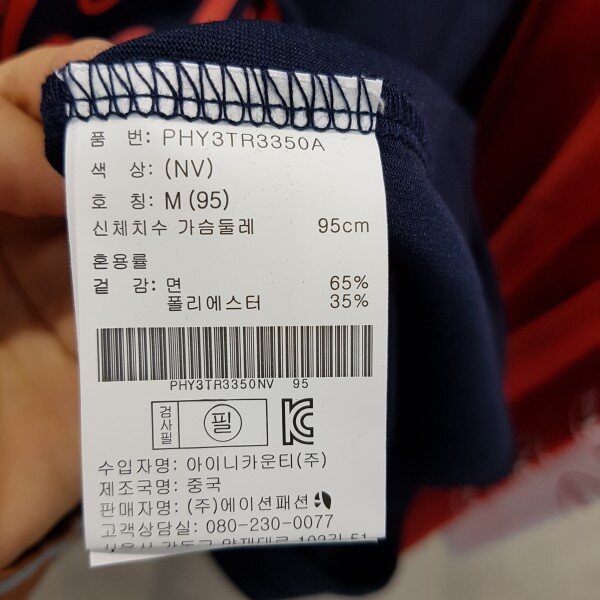 품 번: PHY3TR3350A
색 상: (NV)
호 칭: M (95)
신체치수 가슴둘레 95cm
혼용률
겉 감: 면 65%
폴리에스터 35%
PHY3TR3350NV 95
검사필 필
수입자명: 아이니카운티(주)
제조국명: 중국
판매자명: (주)에이션패션
고객상담실: 080-230-0077